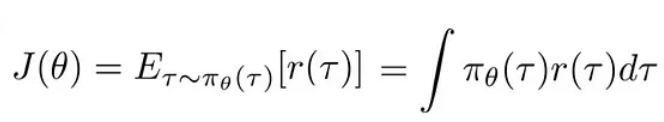 J(θ) = E_{τ∼π_θ(τ)}[r(τ)] = ∫ π_θ(τ)r(τ)dτ